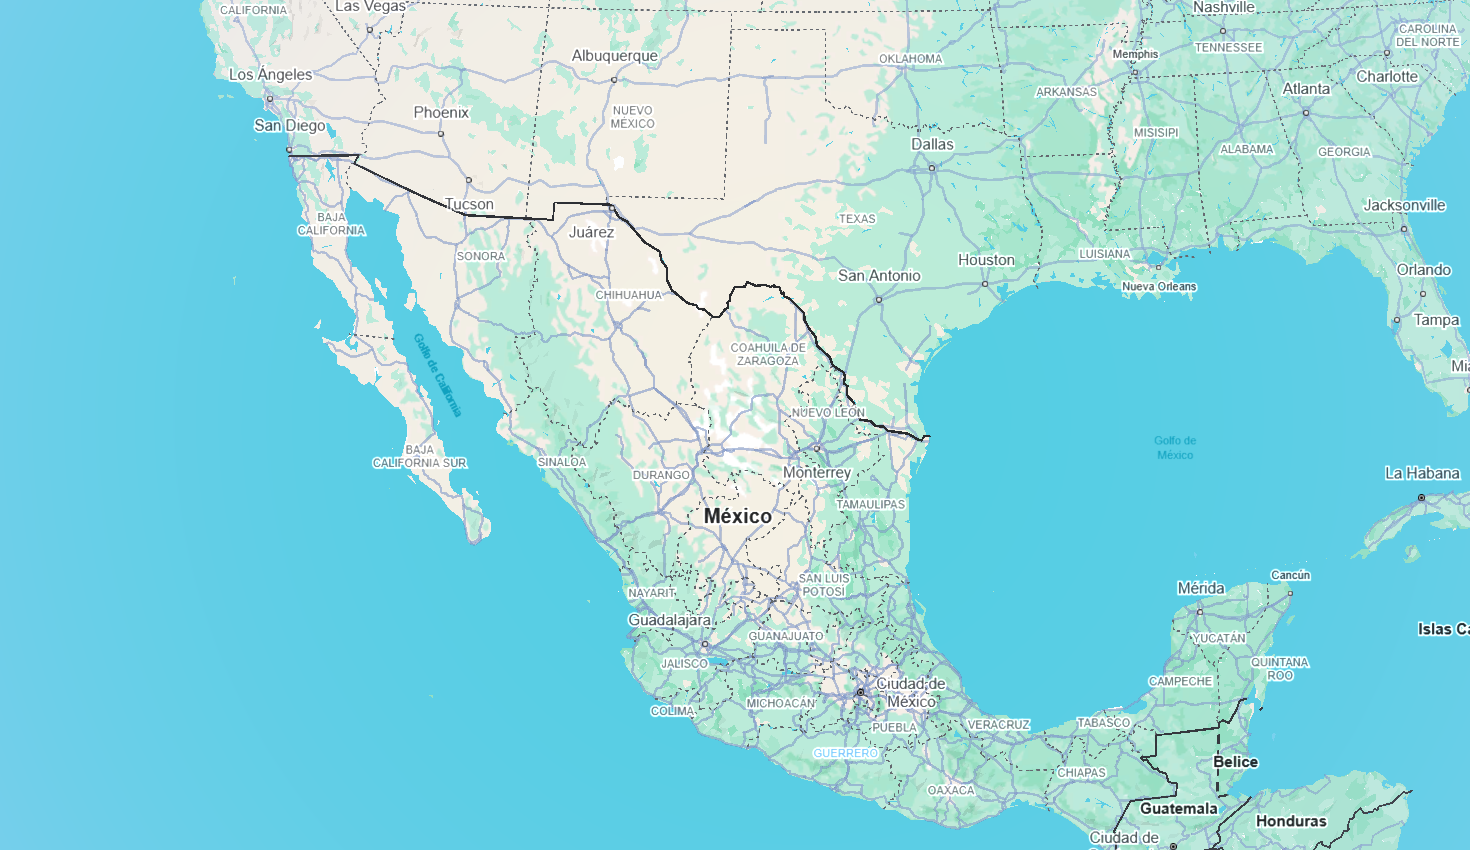 CALIFORNIA
Las Vegas
Nashville
CAROLINA
DEL NORTE
TENNESSEE
Memphis
Albuquerque
OKLAHOMA
Charlotte
Los Ángeles
ARKANSAS
Atlanta
Phoenix
NUEVO
MÉXICO
San Diego
MISISIPI
ALABAMA
GEORGIA
Dallas
Tucson
Jacksonville
BAJA
CALIFORNIA
TEXAS
Juárez
SONORA
LUISIANA
Houston
Orlando
San Antonio
Nueva Orleans
CHIHUAHUA
Tampa
COAHUILA DE
ZARAGOZA
Mi
Golfo de California
NUEVO LEON
Golfo de
México
BAJA
CALIFORNIA SUR
SINALOA
DURANGO
Monterrey
La Habana
TAMAULIPAS
México
SAN LUIS
POTOSÍ
Cancún
Mérida
NAYARIT
Guadalajara
GUANAJUATO
YUCATÁN
Islas Ca
JALISCO
QUINTANA
ROO
CAMPECHE
Ciudad de
México
COLIMA
MICHOACÁN
PUEBLA
VERACRUZ
TABASCO
GUERRERO
CHIAPAS
Belice
OAXACA
Guatemala
Honduras
Ciudad de